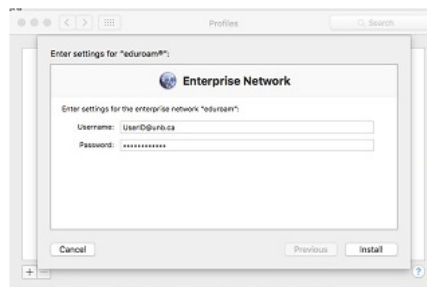 Profiles
Search
Enter settings for "eduroam®":
Enterprise Network
Enter settings for the enterprise network "eduroam":
Username: UserID@unb.ca
Password: ••••••••••••
Cancel
Previous
Install
+
?